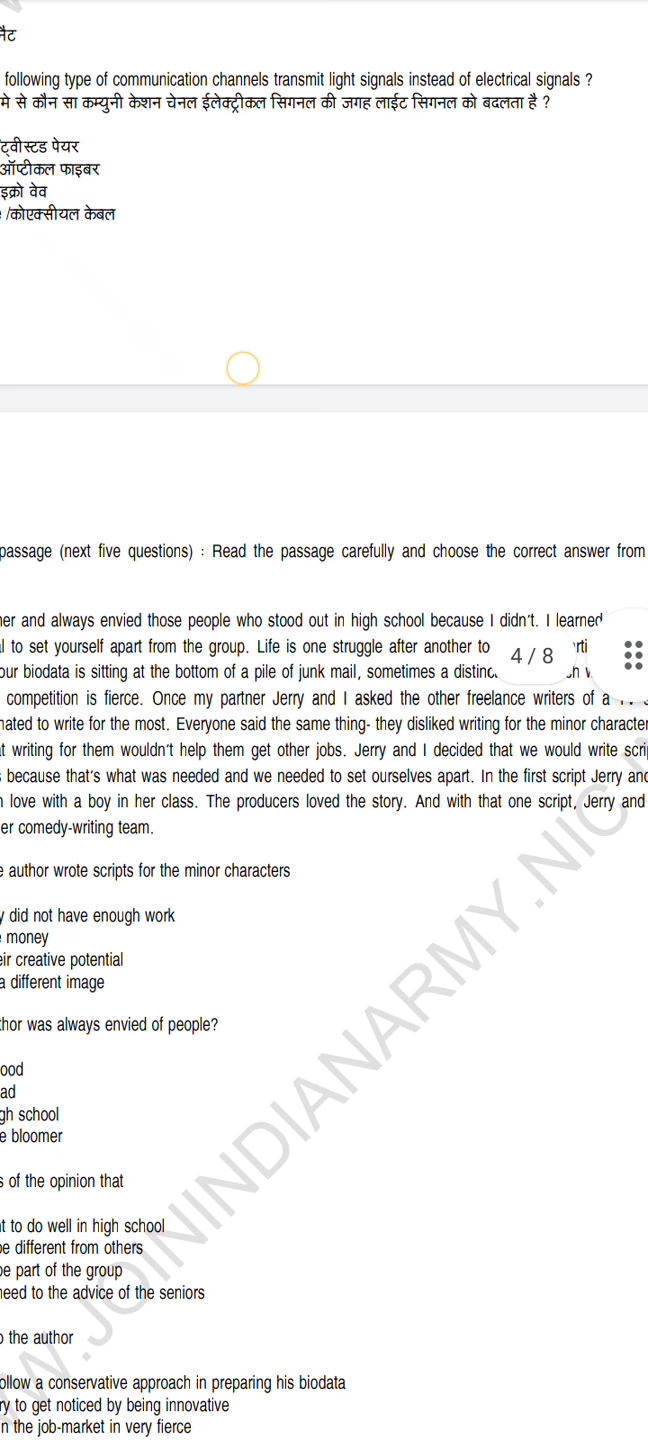 following type of communication channels transmit light signals instead of electrical signals ?
मे से कौन सा कम्युनी केशन चेनल ईलेक्ट्रीकल सिगनल की जगह लाईट सिगनल को बदलता है ?
ट्वीस्टड पेयर
ऑप्टीकल फाइबर
इक्रो वेव
/कोएक्सीयल केबल
passage (next five questions) : Read the passage carefully and choose the correct answer from
er and always envied those people who stood out in high school because I didn't. I learned
l to set yourself apart from the group. Life is one struggle after another to
4 / 8
our biodata is sitting at the bottom of a pile of junk mail, sometimes a
competition is fierce. Once my partner Jerry and I asked the other freelance writers of a
nated to write for the most. Everyone said the same thing- they disliked writing for the minor character
t writing for them wouldn't help them get other jobs. Jerry and I decided that we would write scri
because that's what was needed and we needed to set ourselves apart. In the first script Jerry and
love with a boy in her class. The producers loved the story. And with that one script, Jerry and
er comedy-writing team.
e author wrote scripts for the minor characters
y did not have enough work
money
eir creative potential
a different image
thor was always envied of people?
ood
ad
gh school
e bloomer
s of the opinion that
t to do well in high school
be different from others
be part of the group
heed to the advice of the seniors
o the author
ollow a conservative approach in preparing his biodata
ry to get noticed by being innovative
n the job-market in very fierce
W.JOININDIANARMY.NIC